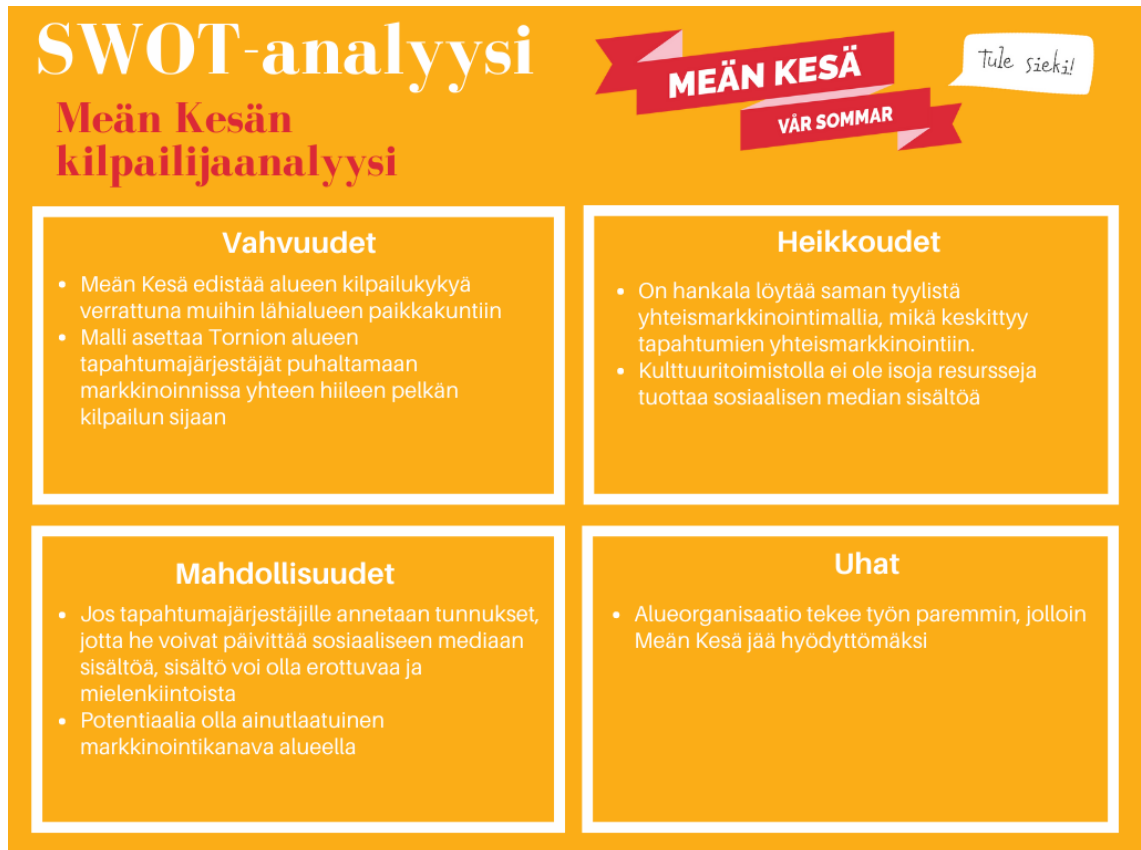 SWOT-analyysi
Meän Kesän
kilpailijaanalyysi
MEÄN KESÄ
VÅR SOMMAR
Tule sieki!
Vahvuudet
• Meän Kesä edistää alueen kilpailukykyä
verrattuna muihin lähialueen paikkakuntiin
• Malli asettaa Tornion alueen
tapahtumajärjestäjät puhaltamaan
markkinoinnissa yhteen hiileen pelkän
kilpailun sijaan
Heikkoudet
• On hankala löytää saman tyylistä
yhteismarkkinointimallia, mikä keskittyy
tapahtumien yhteismarkkinointiin.
• Kulttuuritoimistolla ei ole isoja resursseja
tuottaa sosiaalisen median sisältöä
Mahdollisuudet
• Jos tapahtumajärjestäjille annetaan tunnukset,
jotta he voivat päivittää sosiaaliseen mediaan
sisältöä, sisältö voi olla erottuvaa ja
mielenkiintoista
• Potentiaalia olla ainutlaatuinen
markkinointikanava alueella
Uhat
• Alueorganisaatio tekee työn paremmin, jolloin
Meän Kesä jää hyödyttömäksi